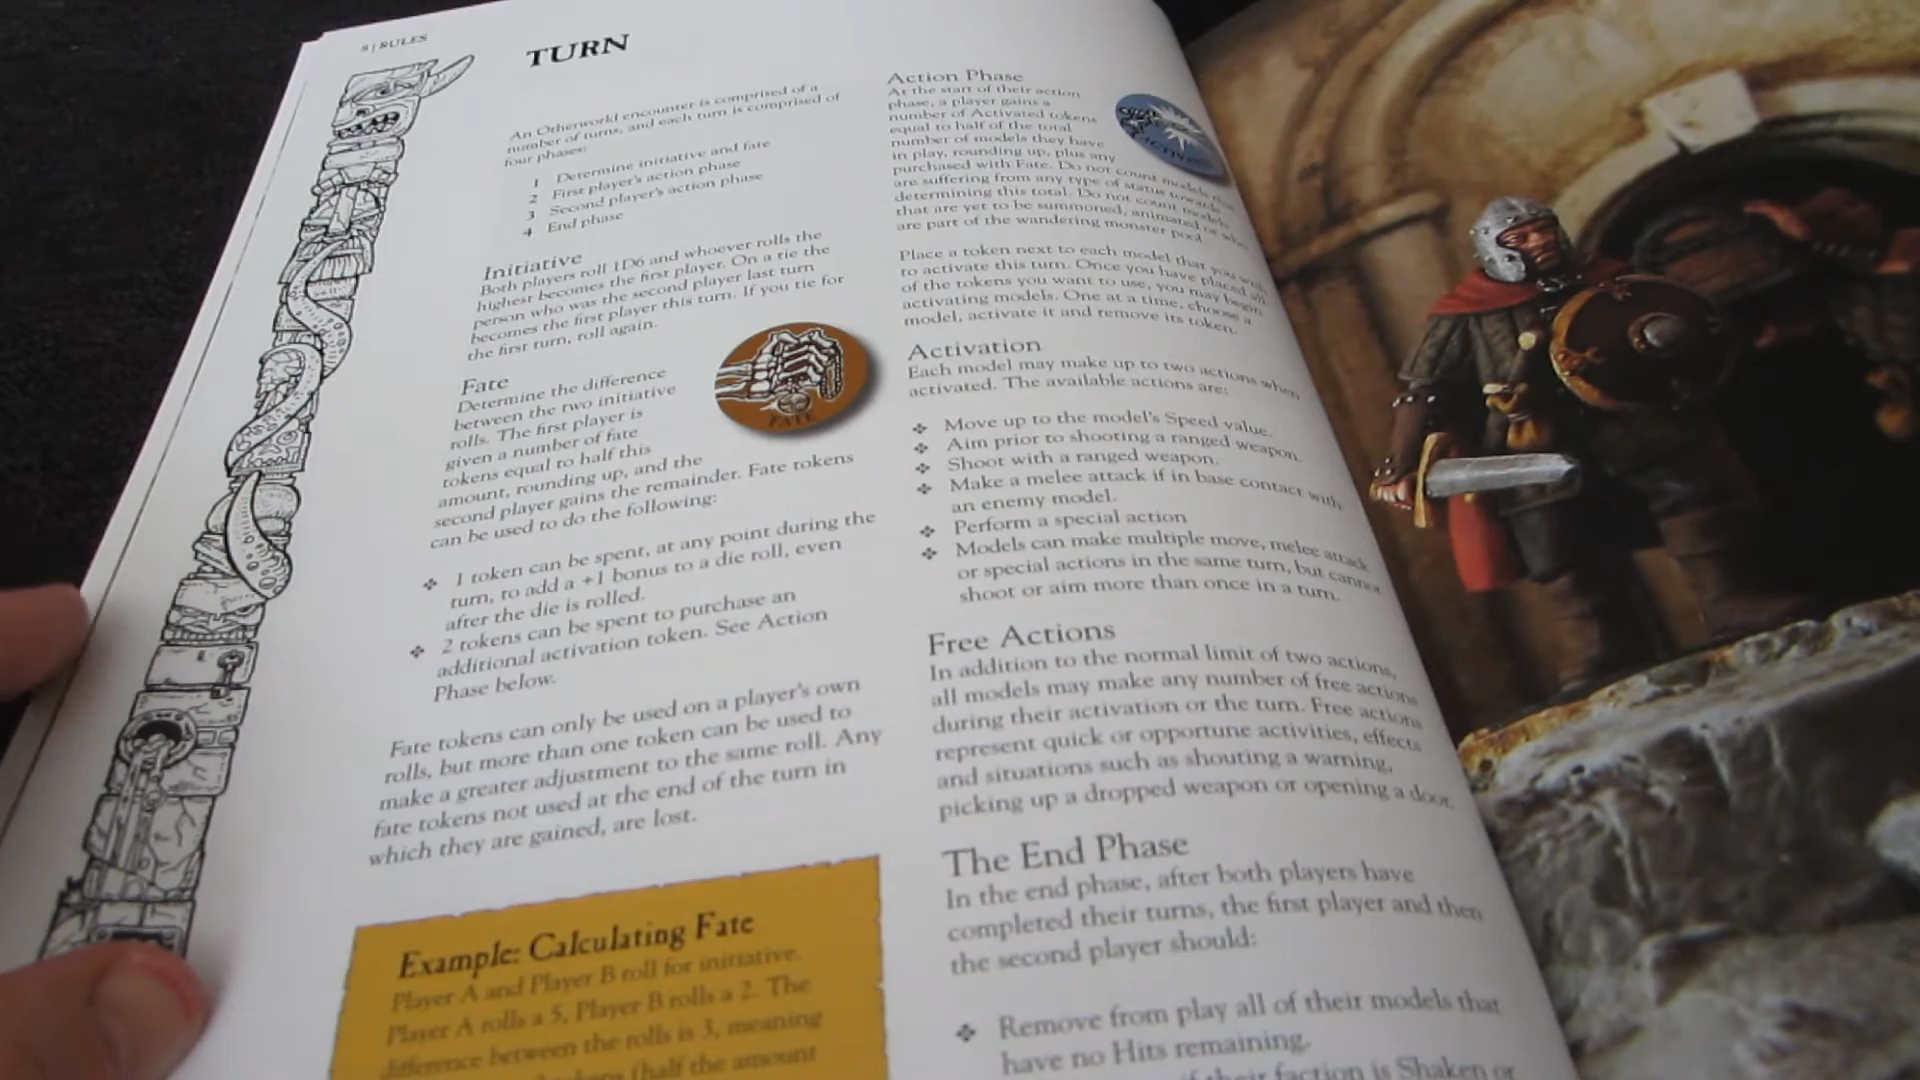 8 | RULES
TURN
An Otherworld encounter is comprised of a
number of turns, and each turn is comprised of
four phases:
1 Determine initiative and fate
2 First player's action phase
3 Second player's action phase
4 End phase
Initiative
Both players roll 1D6 and whoever rolls the
highest becomes the first player. On a tie the
person who was the second player last turn
becomes the first player this turn. If you tie for
the first turn, roll again.
Fate
Determine the difference
between the two initiative
rolls. The first player is
given a number of fate
tokens equal to half this
amount, rounding up, and the
second player gains the remainder. Fate tokens
can be used to do the following:
FATE
❖ 1 token can be spent, at any point during the
turn, to add a +1 bonus to a die roll, even
after the die is rolled.
❖ 2 tokens can be spent to purchase an
additional activation token. See Action
Phase below.
Fate tokens can only be used on a player's own
rolls, but more than one token can be used to
make a greater adjustment to the same roll. Any
fate tokens not used at the end of the turn in
which they are gained, are lost.
Example: Calculating Fate
Player A and Player B roll for initiative.
Player A rolls a 5, Player B rolls a 2. The
difference between the rolls is 3, meaning
(half the amount
Action Phase
At the start of their action
phase, a player gains a
number of Activated tokens
equal to half of the total
number of models they have
in play, rounding up, plus any
purchased with Fate. Do not count models
are suffering from any type of status towards
determining this total. Do not count models
that are yet to be summoned, animated or
are part of the wandering monster pool.
Place a token next to each model that you
to activate this turn. Once you have placed all
of the tokens you want to use, you may begin
activating models. One at a time, choose a
model, activate it and remove its token.
Activation
Each model may make up to two actions when
activated. The available actions are:
❖ Move up to the model's Speed value.
❖ Aim prior to shooting a ranged weapon.
❖ Shoot with a ranged weapon.
❖ Make a melee attack if in base contact with
an enemy model.
❖ Perform a special action
❖ Models can make multiple move, melee attack
or special actions in the same turn, but cannot
shoot or aim more than once in a turn.
Free Actions
In addition to the normal limit of two actions,
all models may make any number of free actions
during their activation or the turn. Free actions
represent quick or opportune activities, effects
and situations such as shouting a warning,
picking up a dropped weapon or opening a door.
The End Phase
In the end phase, after both players have
completed their turns, the first player and then
the second player should:
❖ Remove from play all of their models that
have no Hits remaining.
if their faction is Shaken or